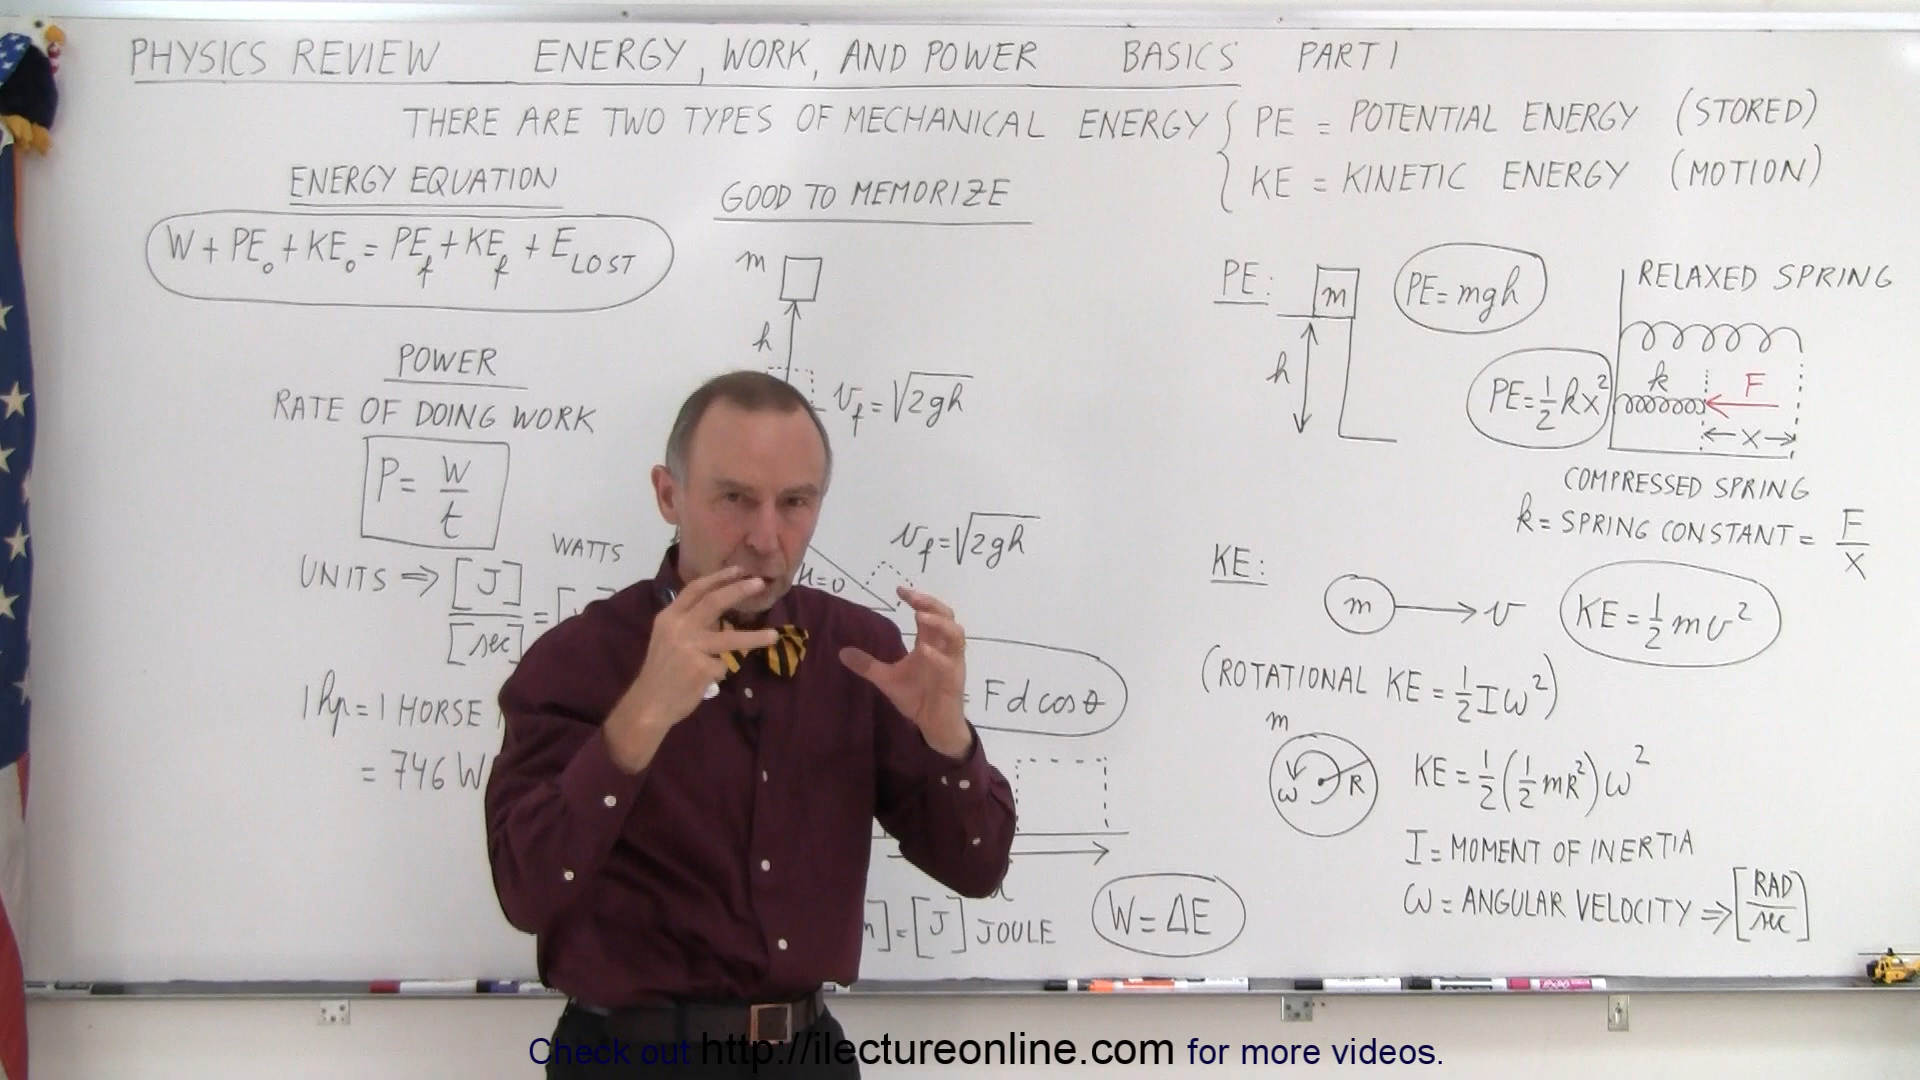 PHYSICS REVIEW ENERGY, WORK, AND POWER BASICS PART 1
THERE ARE TWO TYPES OF MECHANICAL ENERGY { PE = POTENTIAL ENERGY (STORED)
KE = KINETIC ENERGY (MOTION)
ENERGY EQUATION
W + PE₀ + KE₀ = PE_f + KE_f + E_LOST
POWER
RATE OF DOING WORK
P = W/t
WATTS
UNITS ⇒ [J]/[sec] = [
1 hp = 1 HORSE
= 746 W
GOOD TO MEMORIZE
m
h
v_f = √2gh
v_f = √2gh
μ=0
= Fd cos θ
d
] = [J] JOULE
W = ΔE
PE:
m
PE = mgh
h
RELAXED SPRING
PE = ½kx²
k
F
x
COMPRESSED SPRING
k = SPRING CONSTANT = F/x
KE:
m → v
KE = ½mv²
(ROTATIONAL KE = ½Iω²)
m
ω R
KE = ½(½mR²)ω²
I = MOMENT OF INERTIA
ω = ANGULAR VELOCITY ⇒ [RAD/sec]
EXPO
Check out http://ilectureonline.com for more videos.